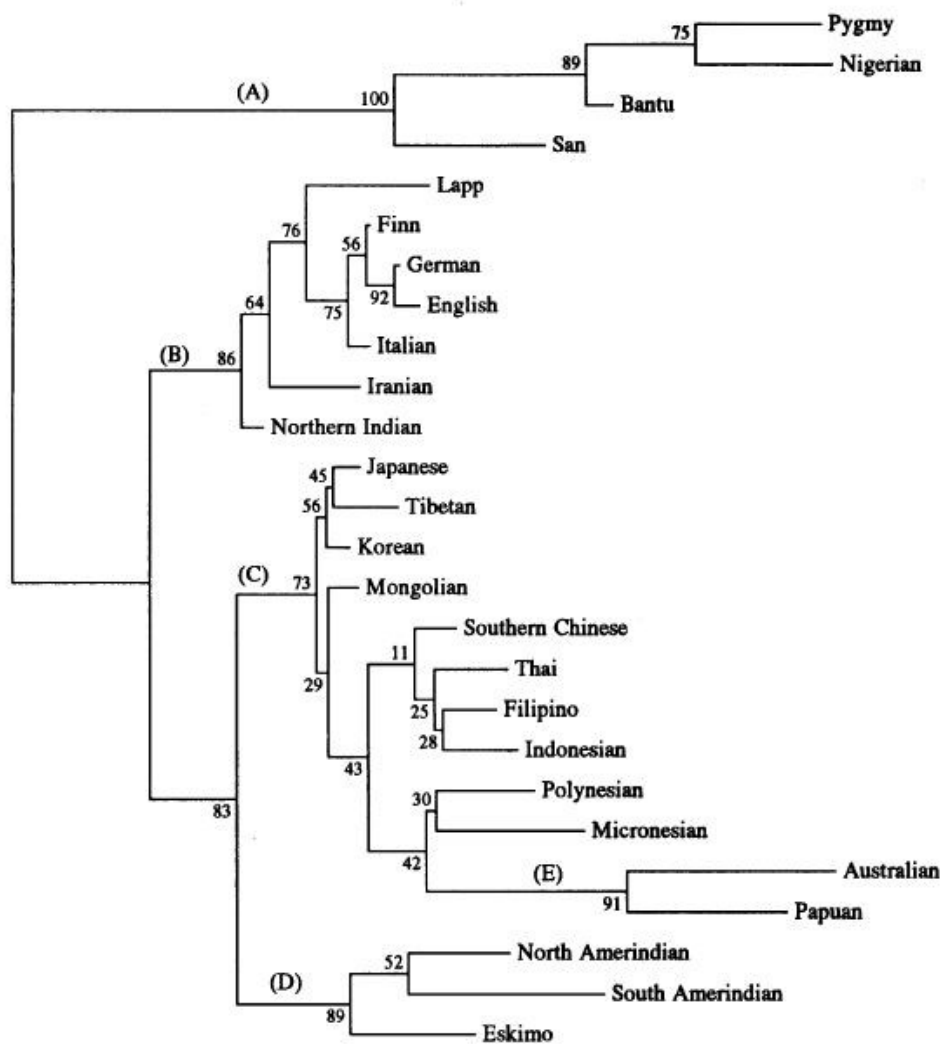 Pygmy
75
Nigerian
89
(A)
100
Bantu
San
Lapp
76
Finn
56
German
92
English
64
75
Italian
(B)
86
Iranian
Northern Indian
45
Japanese
56
Tibetan
Korean
(C)
73
Mongolian
Southern Chinese
11
Thai
29
25
Filipino
28
Indonesian
43
Polynesian
30
83
Micronesian
42
(E)
Australian
91
Papuan
North Amerindian
52
(D)
South Amerindian
89
Eskimo